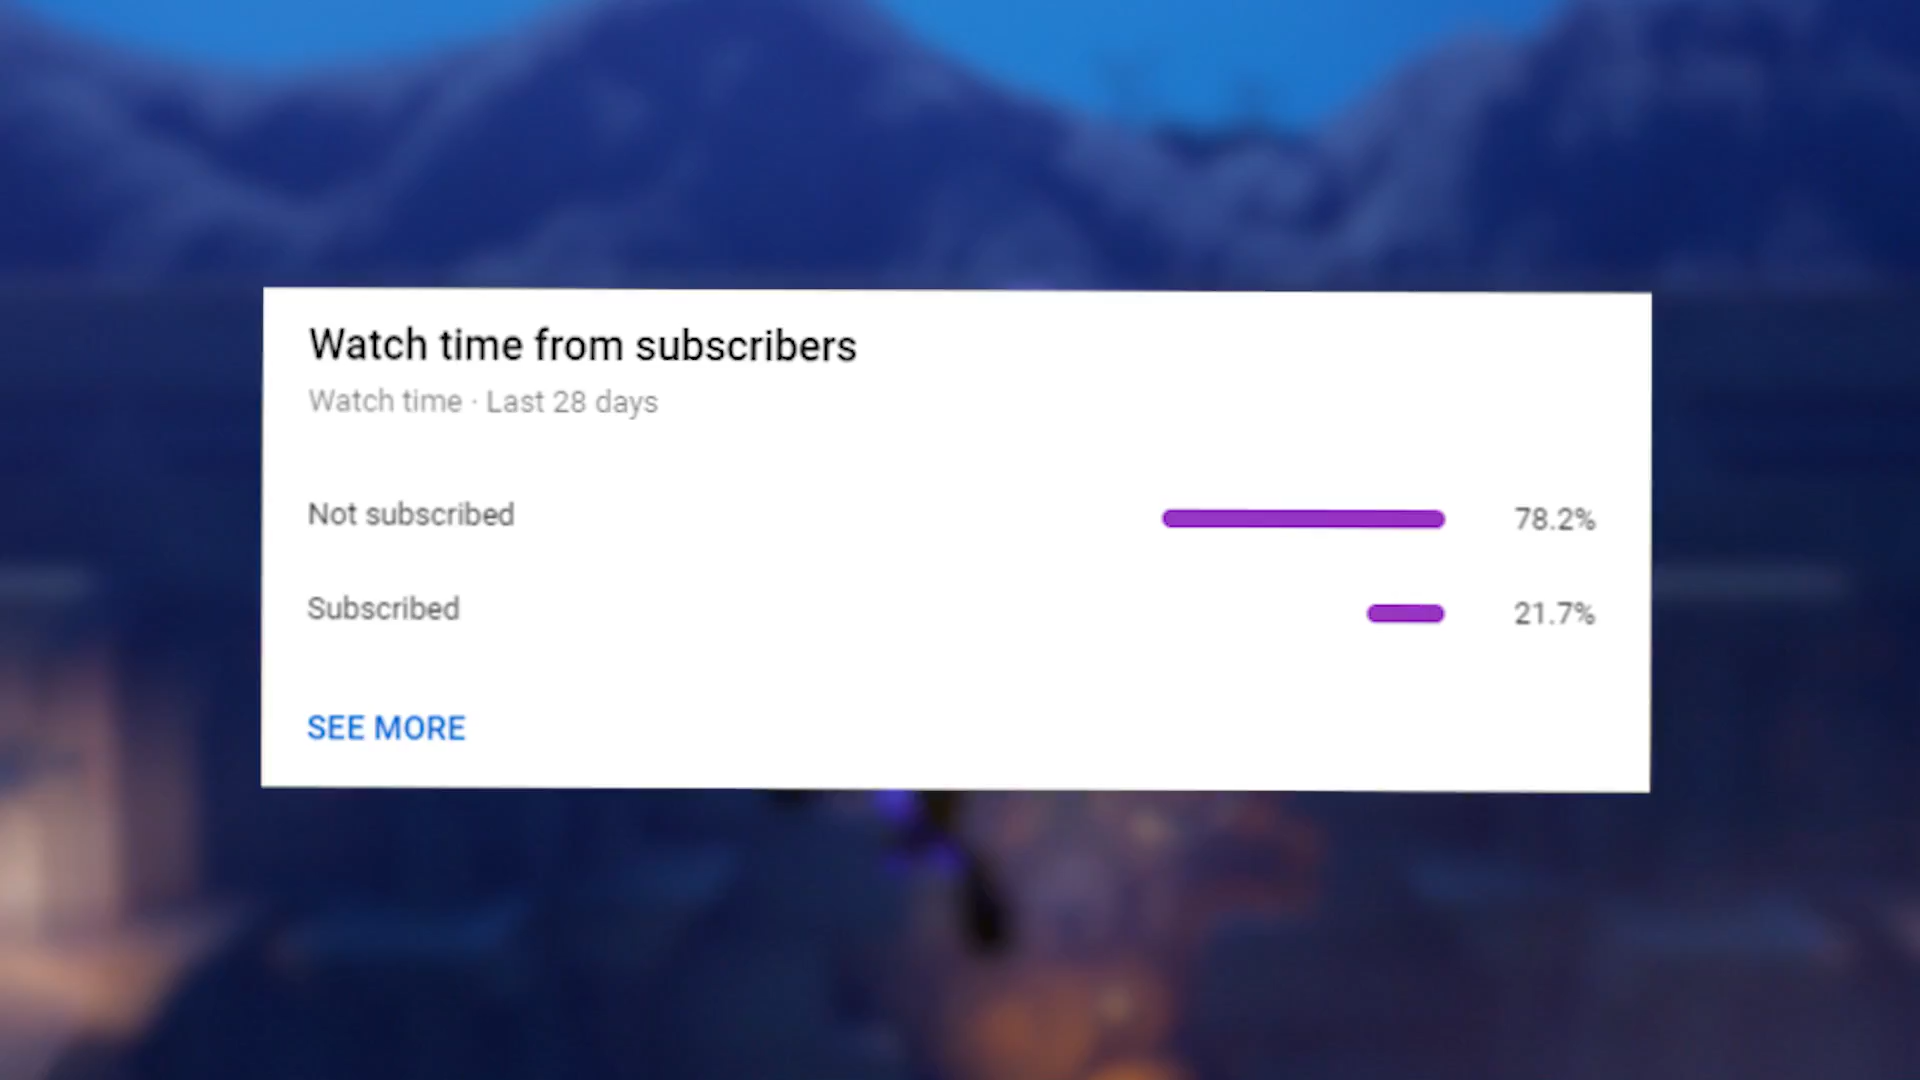 Watch time from subscribers
Watch time · Last 28 days
Not subscribed 78.2%
Subscribed 21.7%
SEE MORE